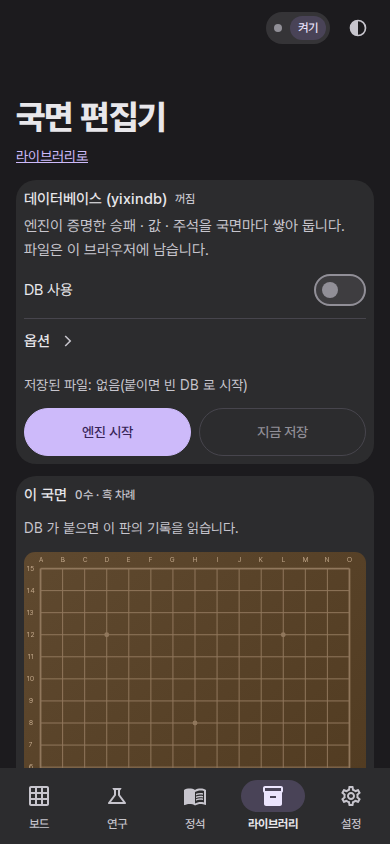 켜기
국면 편집기
라이브러리로
데이터베이스 (yixindb) 꺼짐
엔진이 증명한 승패 · 값 · 주석을 국면마다 쌓아 둡니다.
파일은 이 브라우저에 남습니다.
DB 사용
옵션
저장된 파일: 없음(붙이면 빈 DB 로 시작)
엔진 시작 지금 저장
이 국면 0수 · 흑 차례
DB 가 붙으면 이 판의 기록을 읽습니다.
A B C D E F G H I J K L M N O
15
14
13
12
11
10
9
8
7
6
보드 연구 정석 라이브러리 설정